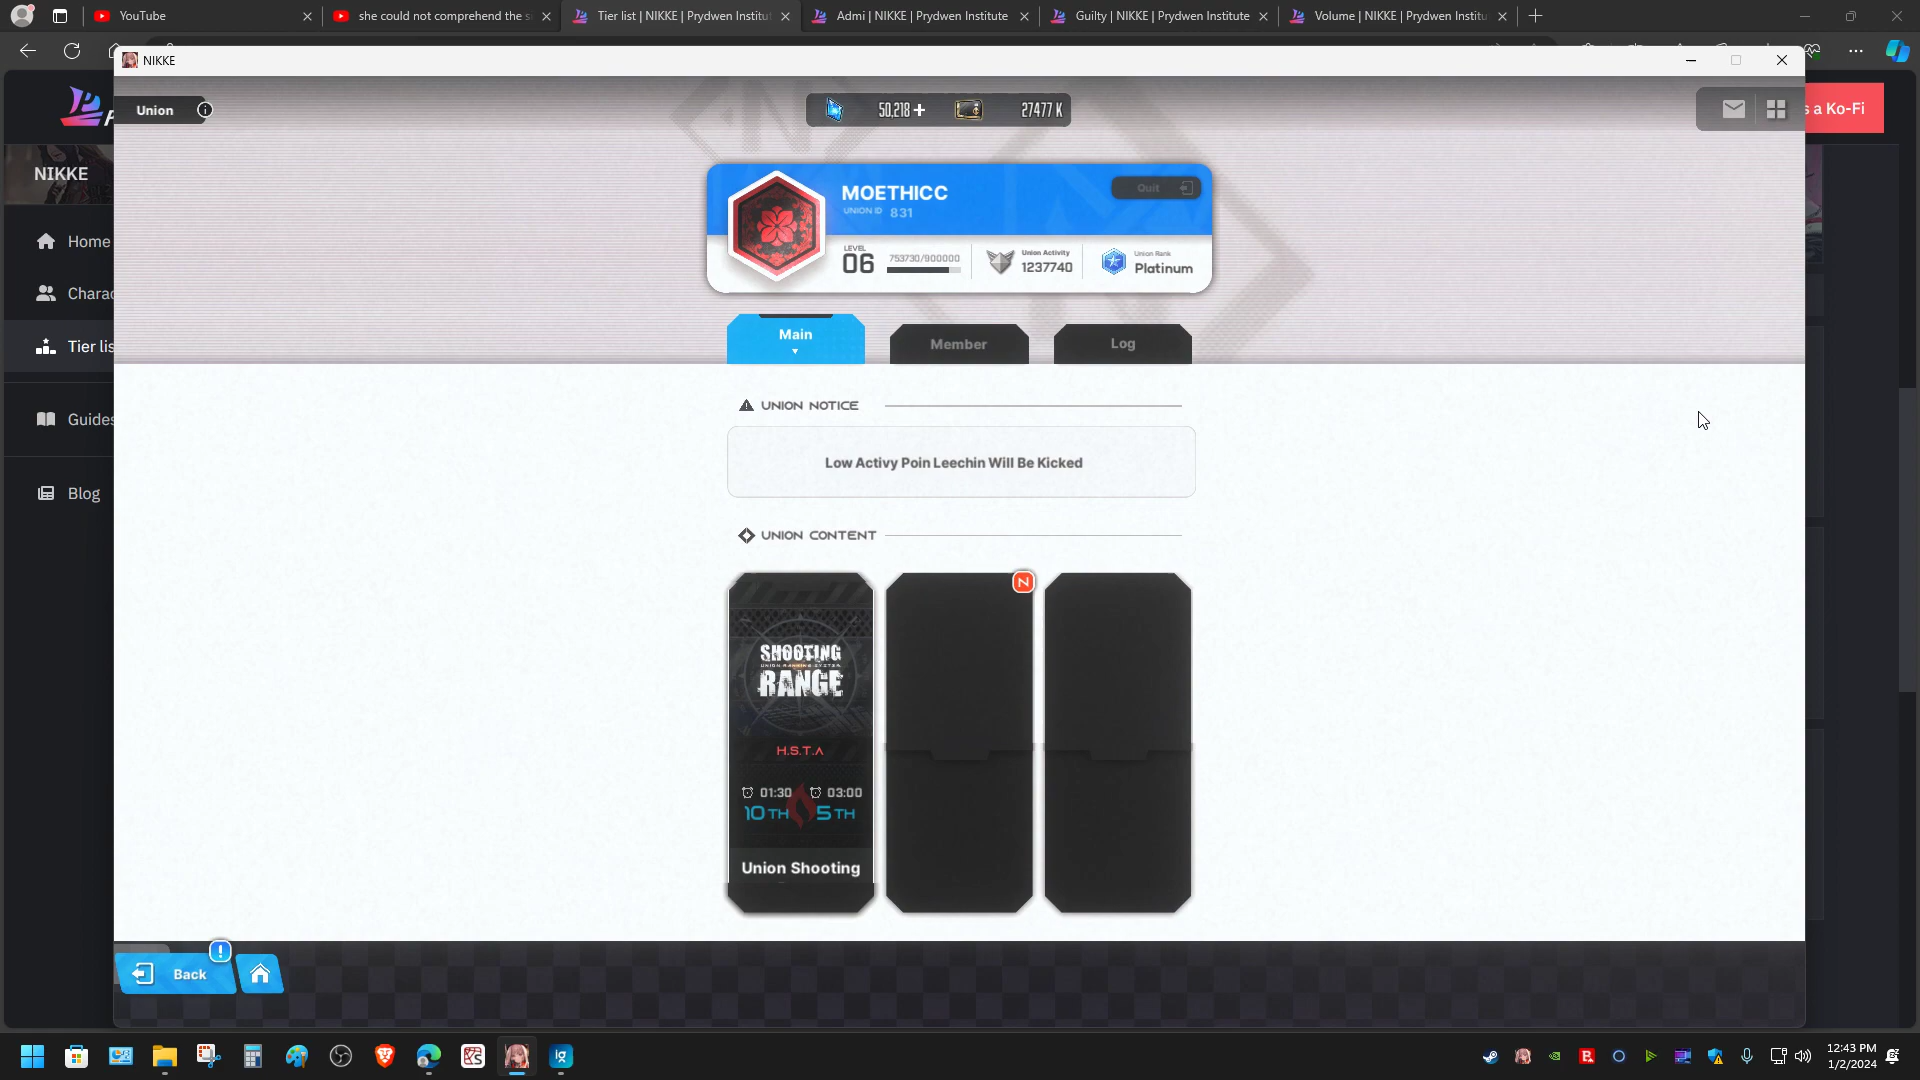 YouTube
she could not comprehend the s
Tier list | NIKKE | Prydwen Institut
Admi | NIKKE | Prydwen Institute
Guilty | NIKKE | Prydwen Institute
Volume | NIKKE | Prydwen Institu
NIKKE
Union
50,218
27477 K
s a Ko-Fi
NIKKE
Home
Charac
Tier lis
Guides
Blog
MOETHICC
Quit
UNION ID 831
LEVEL
06
753730/900000
Union Activity
1237740
Union Rank
Platinum
Main
Member
Log
UNION NOTICE
Low Activy Poin Leechin Will Be Kicked
UNION CONTENT
N
SHOOTING
UNION RANKING SYSTEM
RANGE
H.S.T.A
01:30
03:00
10TH
5TH
Union Shooting
Back
12:43 PM
1/2/2024